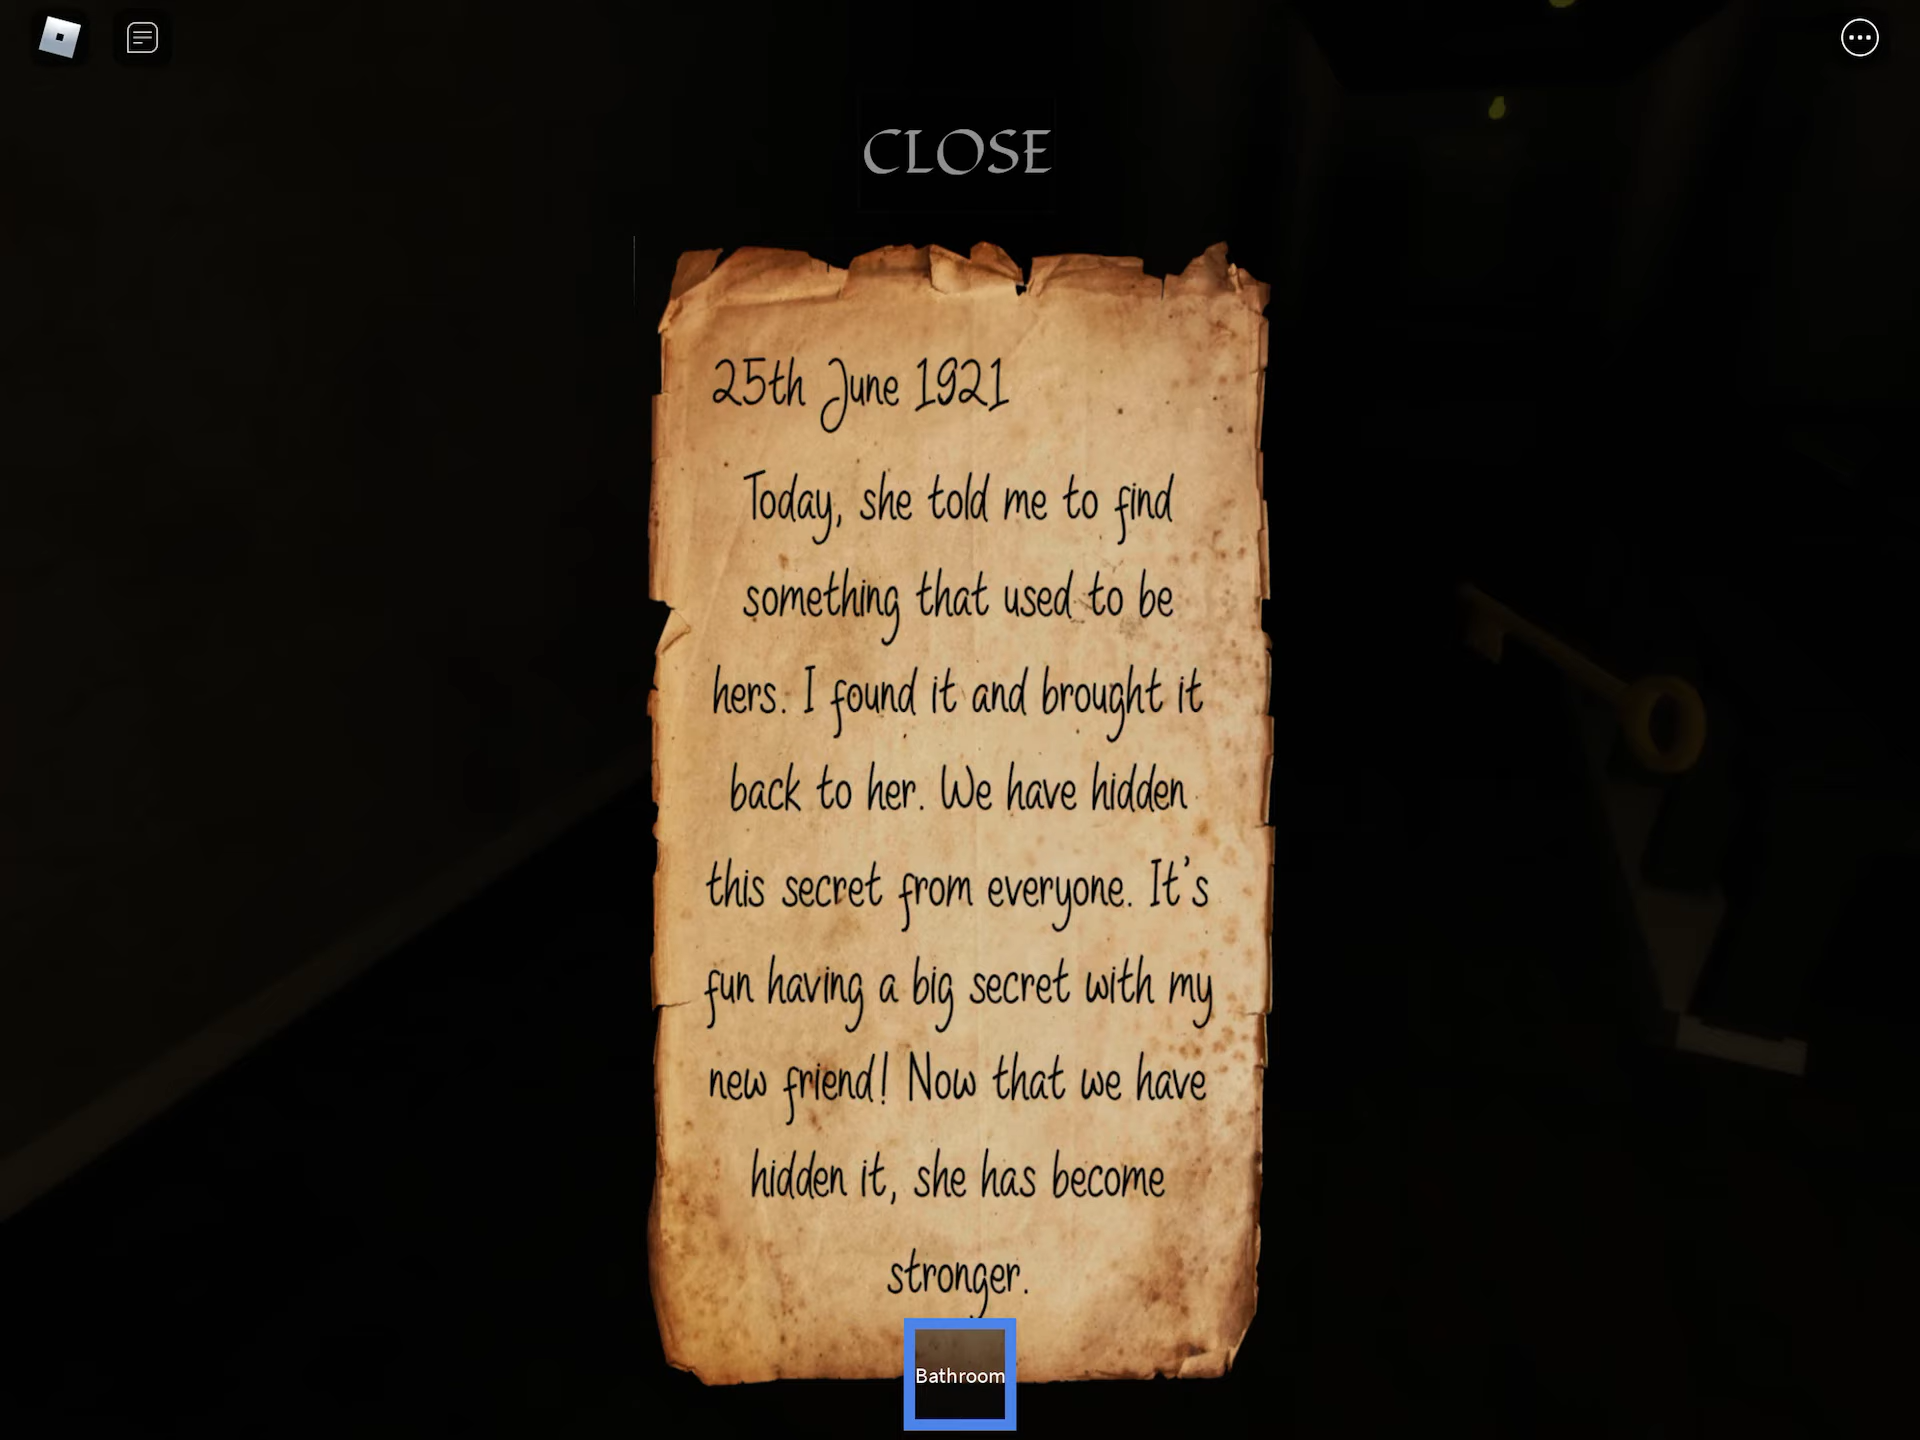 CLOSE
25th June 1921
Today, she told me to find
something that used to be
hers. I found it and brought it
back to her. We have hidden
this secret from everyone. It's
fun having a big secret with my
new friend! Now that we have
hidden it, she has become
stronger.
Bathroom